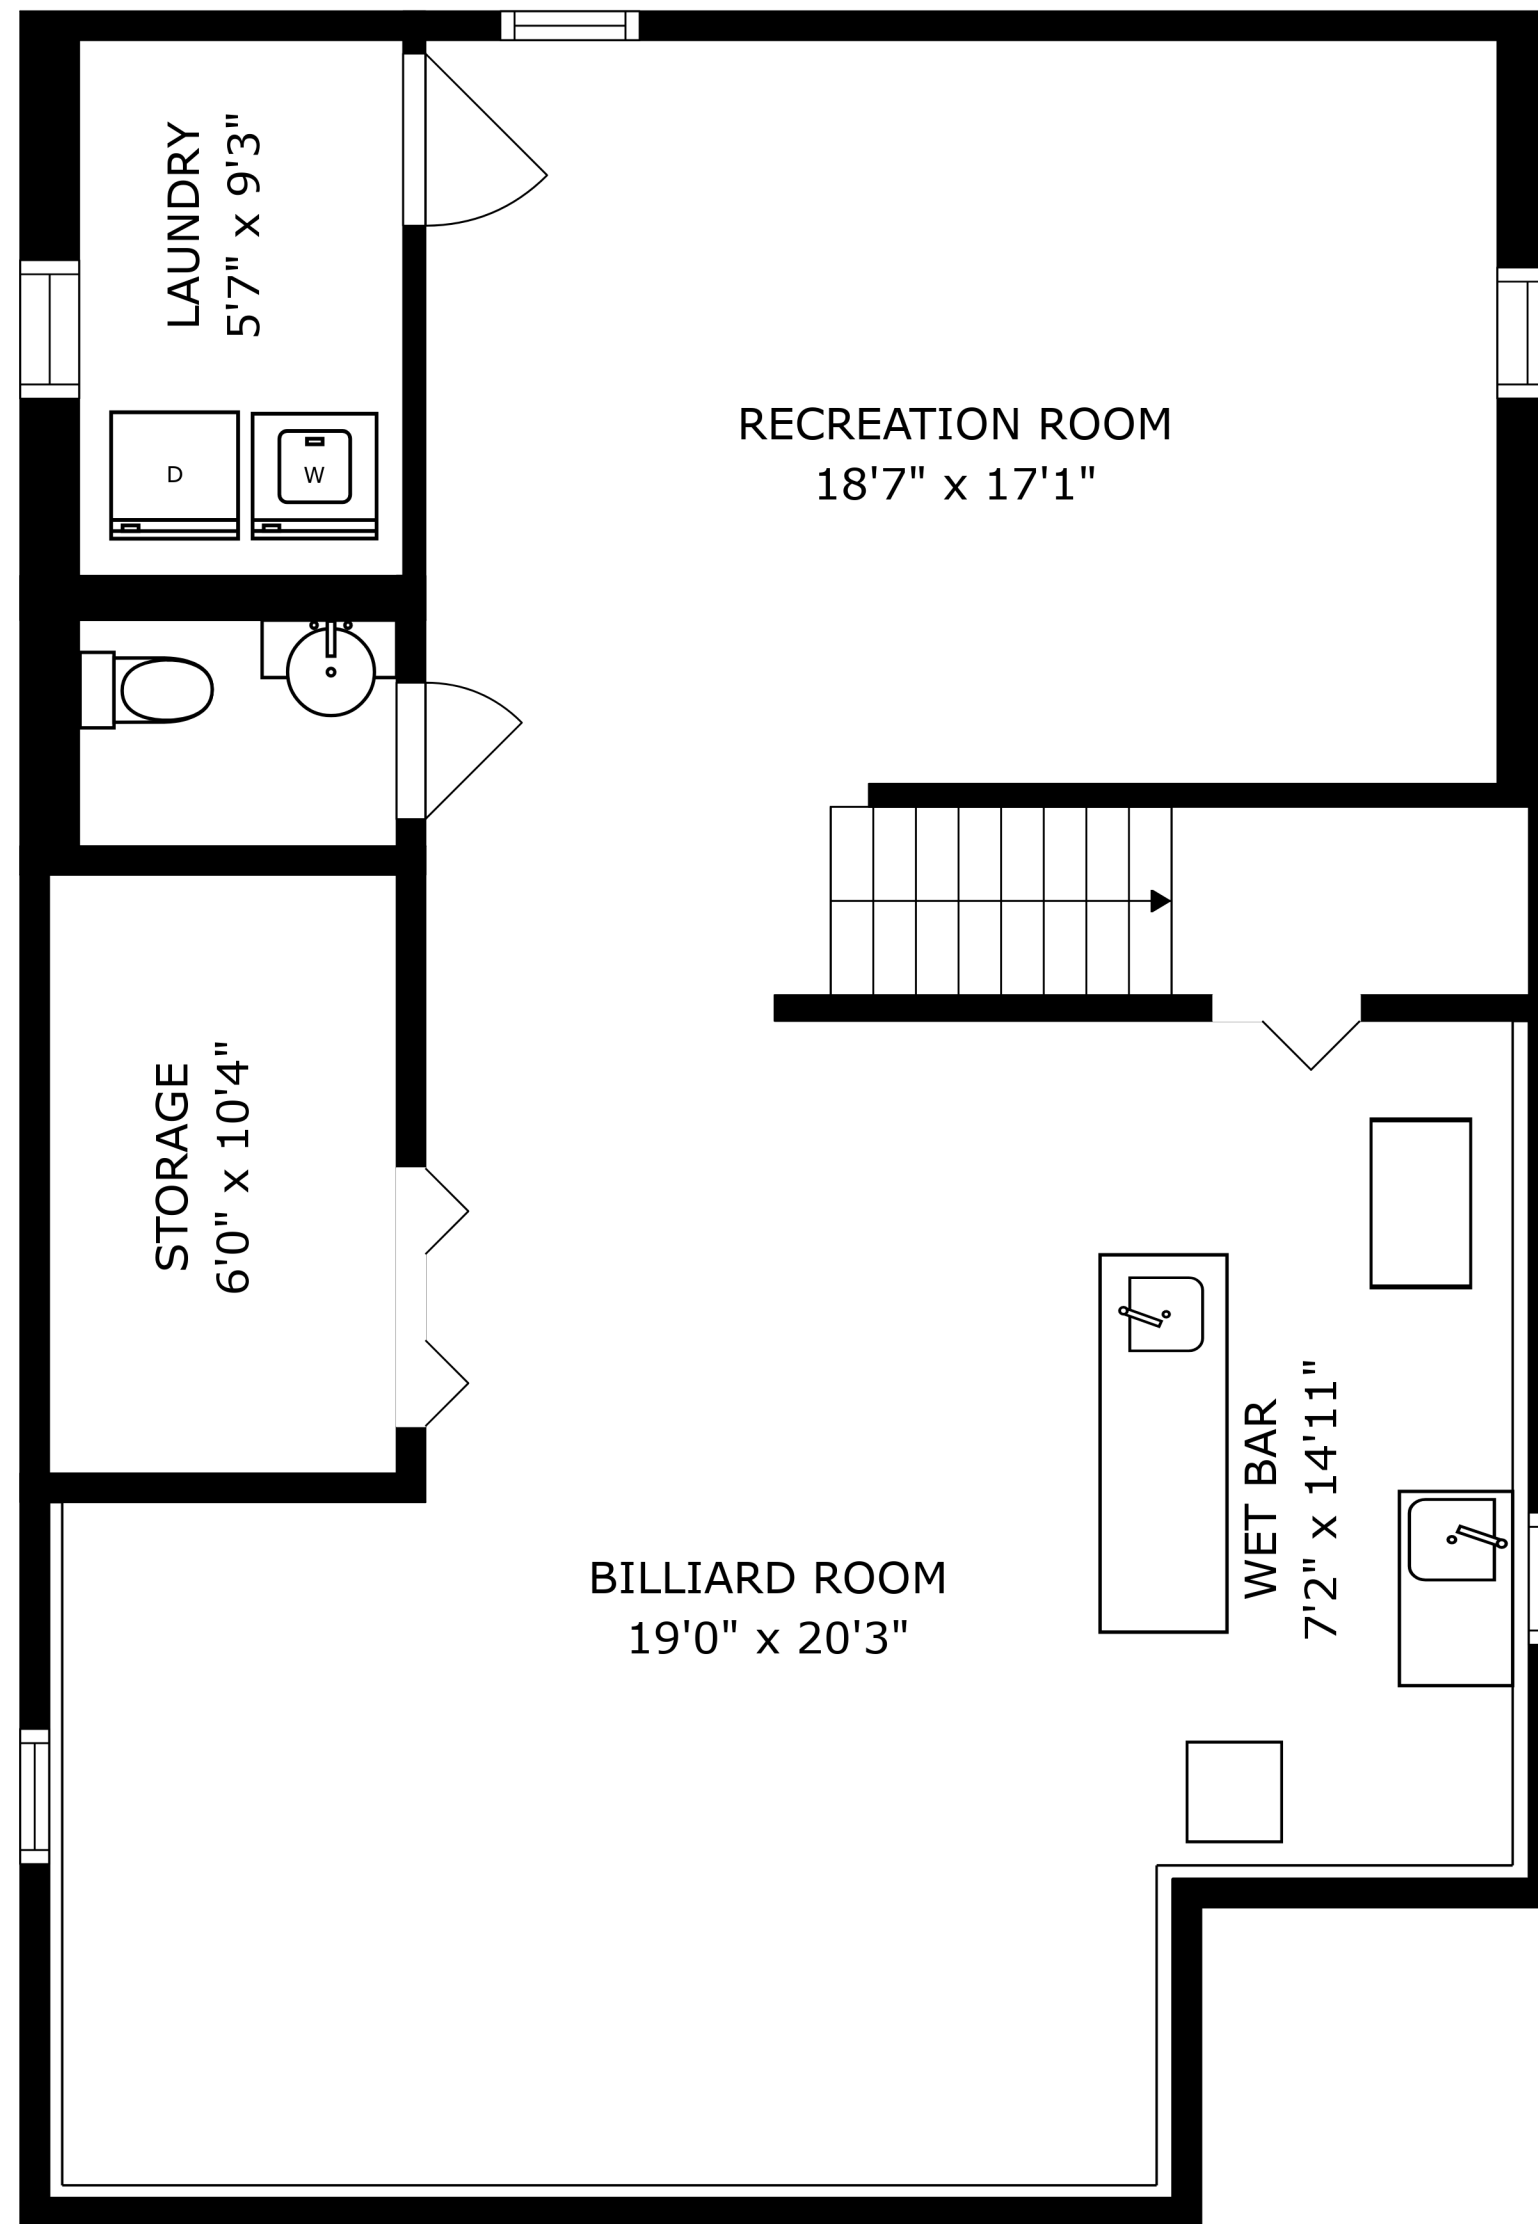 LAUNDRY
5'7" x 9'3"
D
W
RECREATION ROOM
18'7" x 17'1"
STORAGE
6'0" x 10'4"
WET BAR
7'2" x 14'11"
BILLIARD ROOM
19'0" x 20'3"